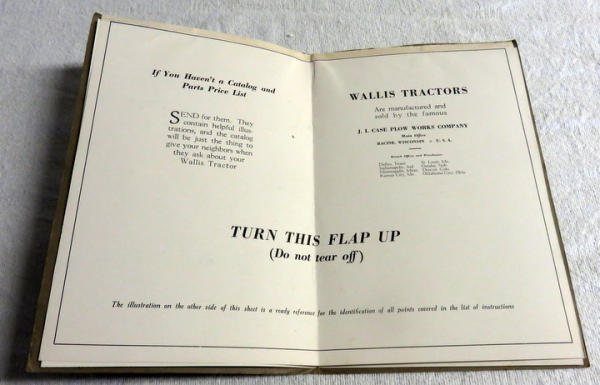 If You Haven't a Catalog and
Parts Price List
SEND for them. They
contain helpful illus-
trations, and the catalog
will be just the thing to
give your neighbors when
they ask about your
Wallis Tractor
WALLIS TRACTORS
Are manufactured and
sold by the famous
J. I. CASE PLOW WORKS COMPANY
Main Office
RACINE, WISCONSIN - U. S. A.
Branch Offices and Warehouses
Dallas, Texas St. Louis, Mo.
Indianapolis, Ind. Omaha, Neb.
Minneapolis, Minn. Denver, Colo.
Kansas City, Mo. Oklahoma City, Okla.
TURN THIS FLAP UP
(Do not tear off)
The illustration on the other side of this sheet is a ready reference for the identification of all points covered in the list of instructions